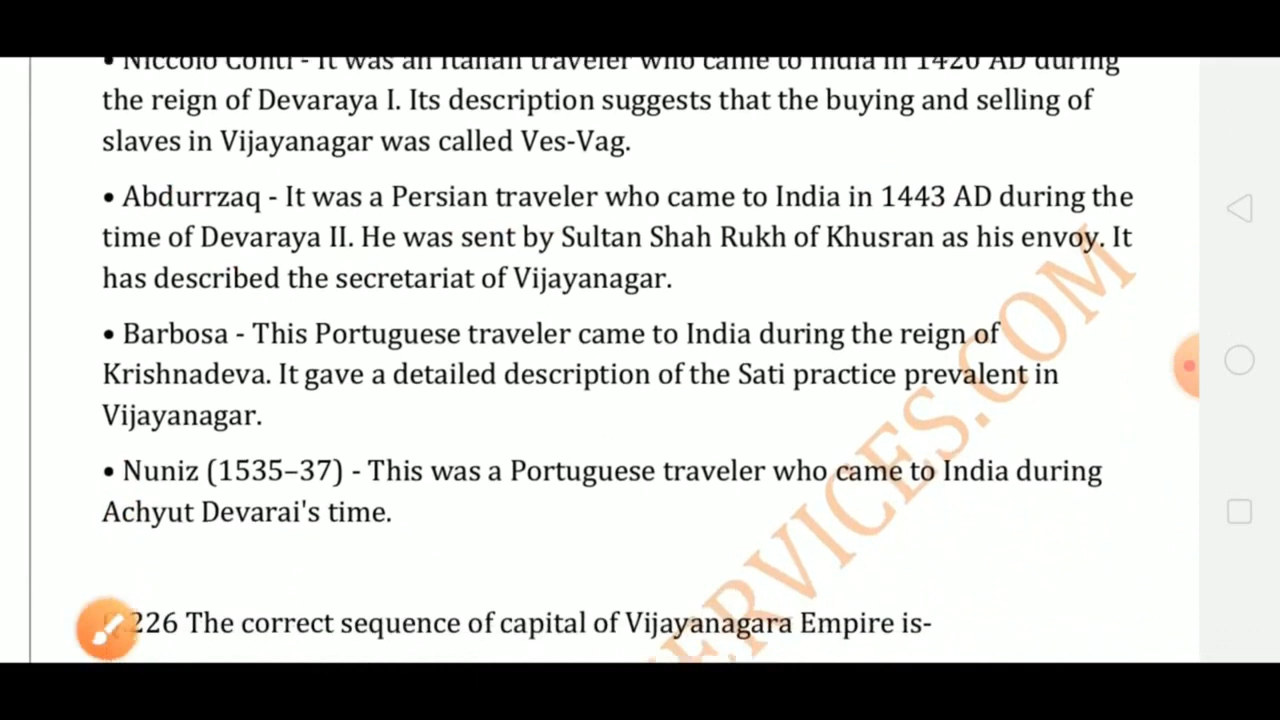 • Niccolo Conti - It was an Italian traveler who came to India in 1420 AD during
the reign of Devaraya I. Its description suggests that the buying and selling of
slaves in Vijayanagar was called Ves-Vag.
• Abdurrzaq - It was a Persian traveler who came to India in 1443 AD during the
time of Devaraya II. He was sent by Sultan Shah Rukh of Khusran as his envoy. It
has described the secretariat of Vijayanagar.
• Barbosa - This Portuguese traveler came to India during the reign of
Krishnadeva. It gave a detailed description of the Sati practice prevalent in
Vijayanagar.
• Nuniz (1535–37) - This was a Portuguese traveler who came to India during
Achyut Devarai's time.
226 The correct sequence of capital of Vijayanagara Empire is-
ERVICES.COM